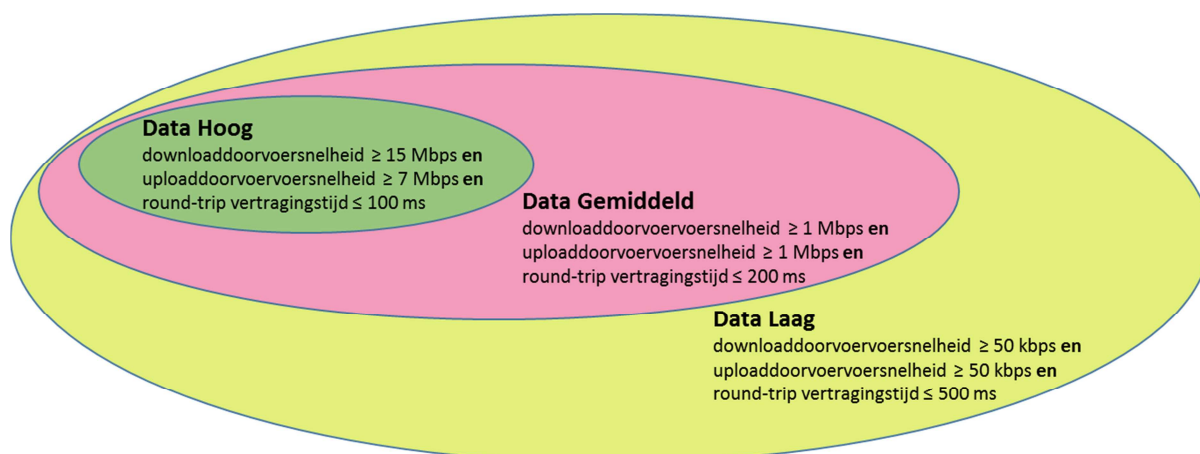 Data Hoog
downloaddoorvoersnelheid ≥ 15 Mbps en
uploaddoorvoervoersnelheid ≥ 7 Mbps en
round-trip vertragingstijd ≤ 100 ms
Data Gemiddeld
downloaddoorvoervoersnelheid ≥ 1 Mbps en
uploaddoorvoervoersnelheid ≥ 1 Mbps en
round-trip vertragingstijd ≤ 200 ms
Data Laag
downloaddoorvoervoersnelheid ≥ 50 kbps en
uploaddoorvoervoersnelheid ≥ 50 kbps en
round-trip vertragingstijd ≤ 500 ms